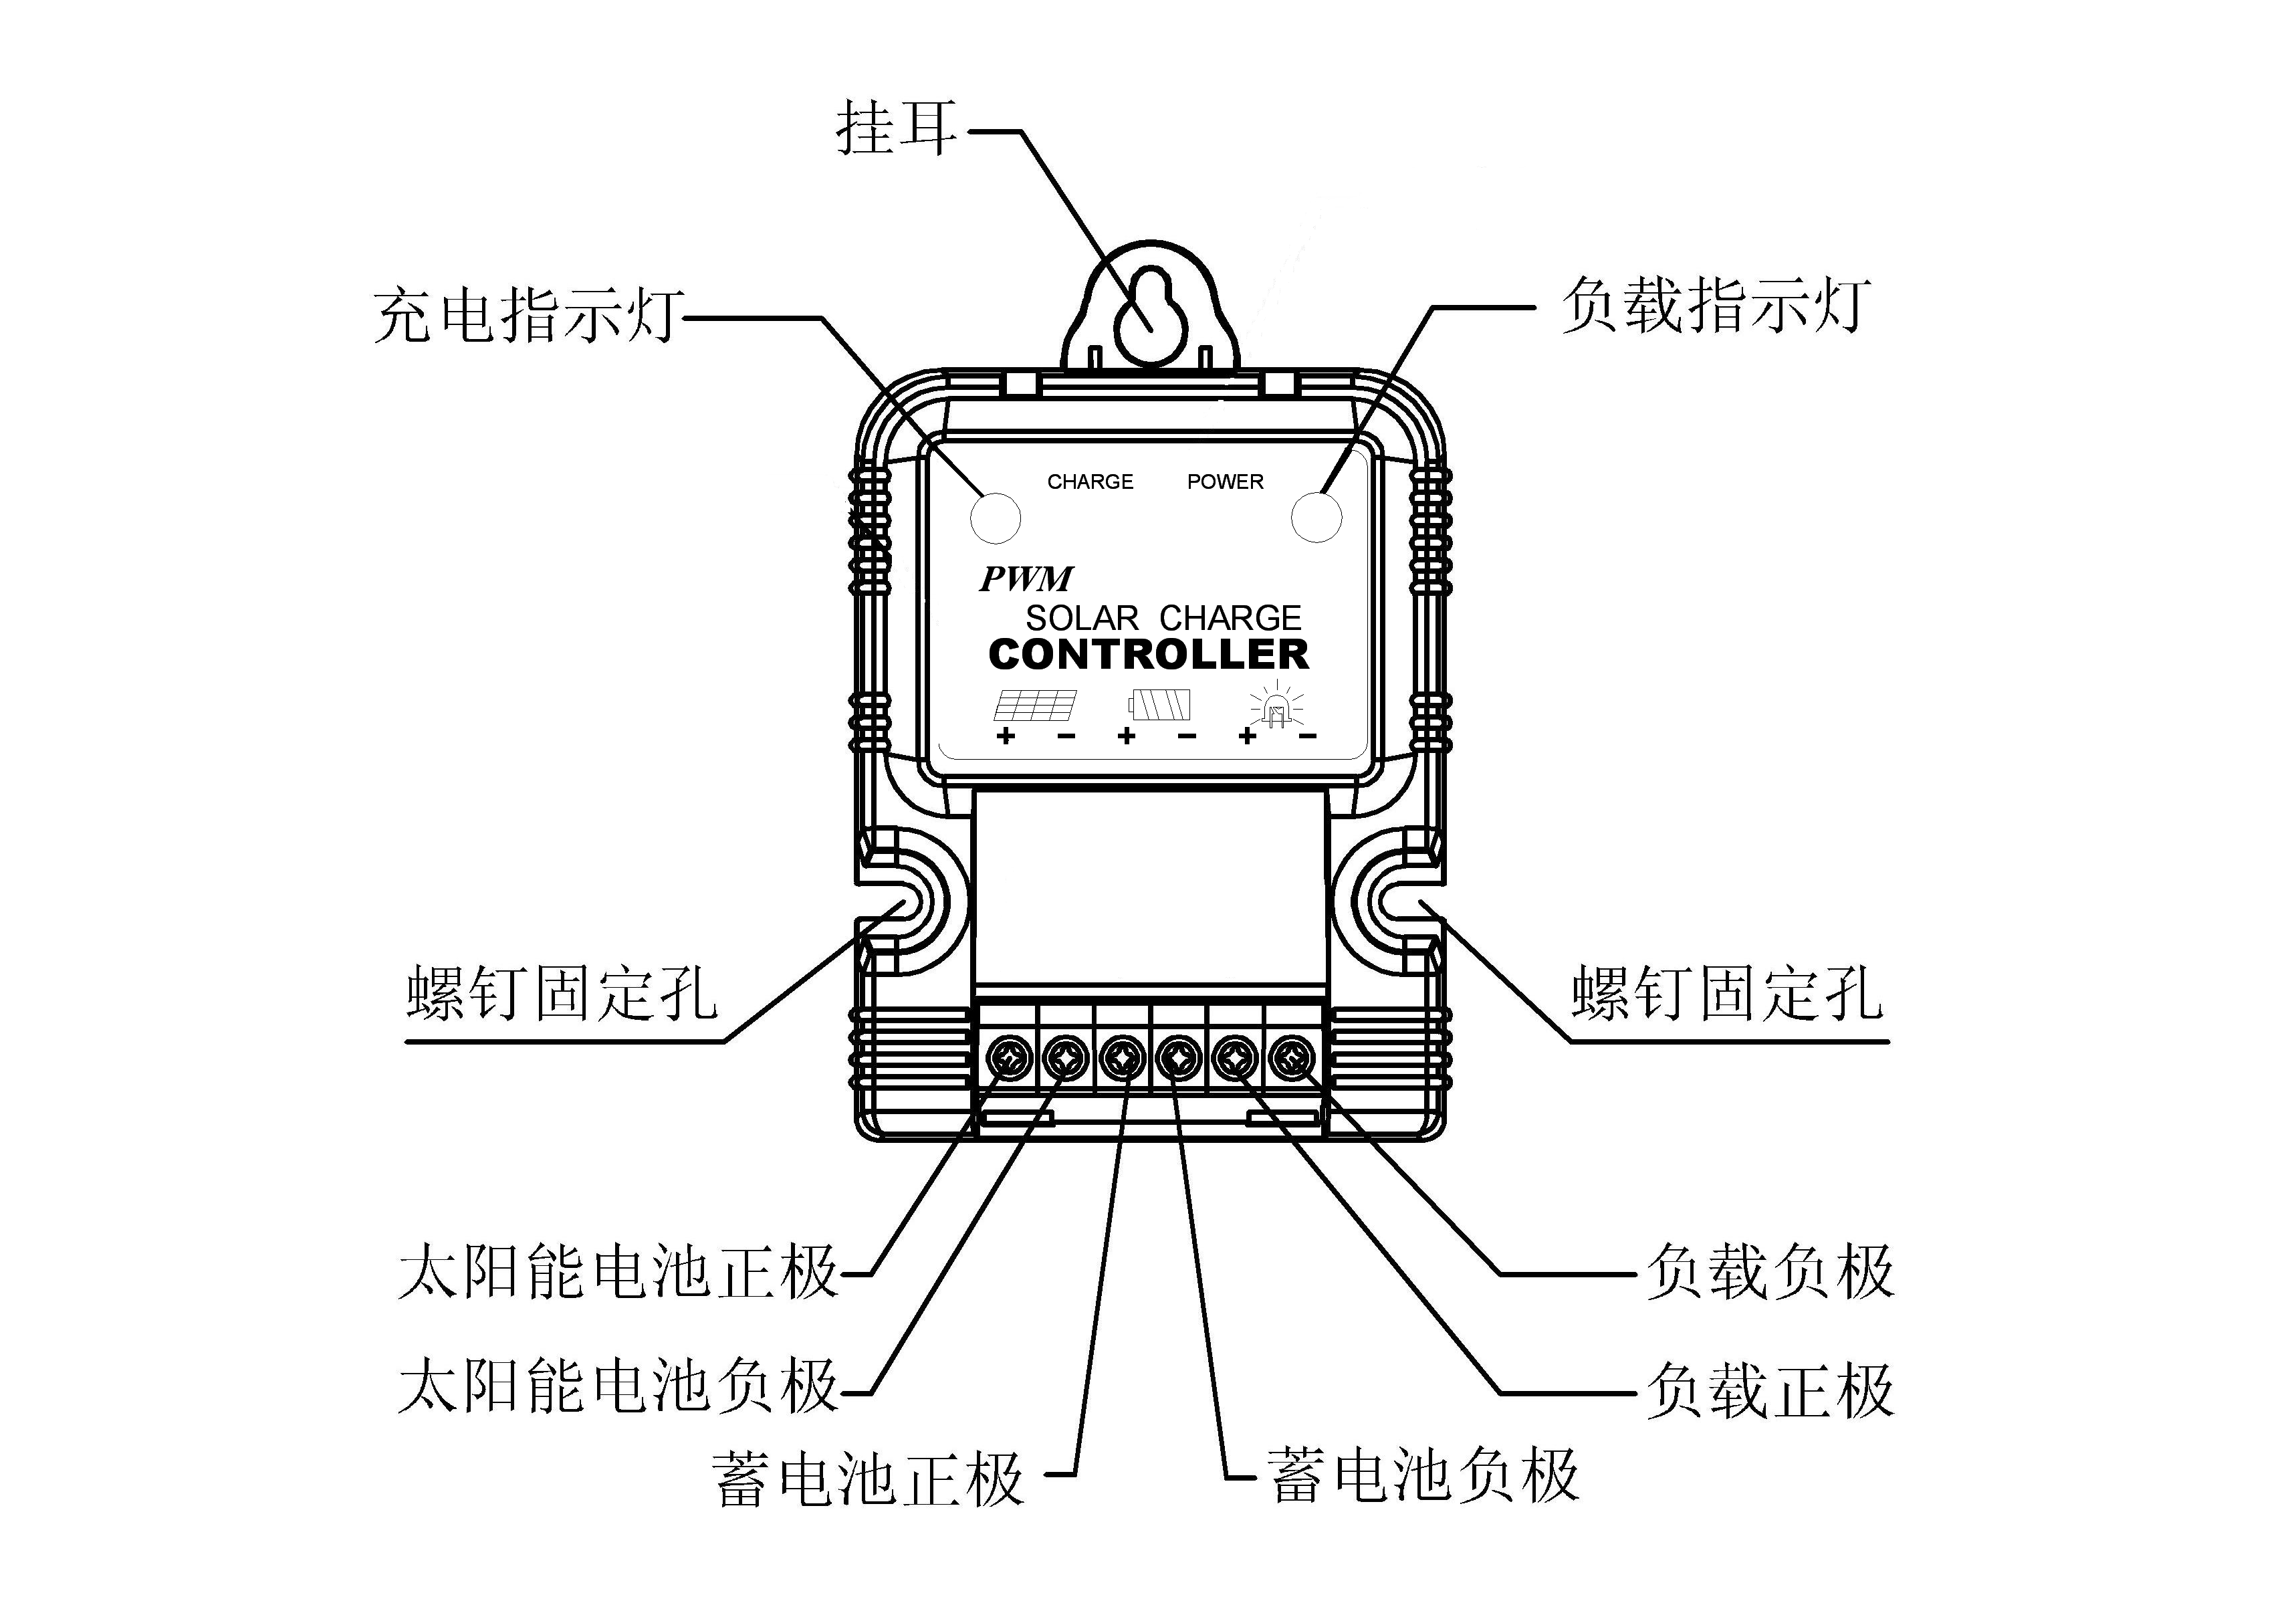 挂耳
充电指示灯
负载指示灯
CHARGE POWER
PWM
SOLAR CHARGE
CONTROLLER
+ − + − + −
螺钉固定孔
螺钉固定孔
太阳能电池正极
负载负极
太阳能电池负极
负载正极
蓄电池正极
蓄电池负极